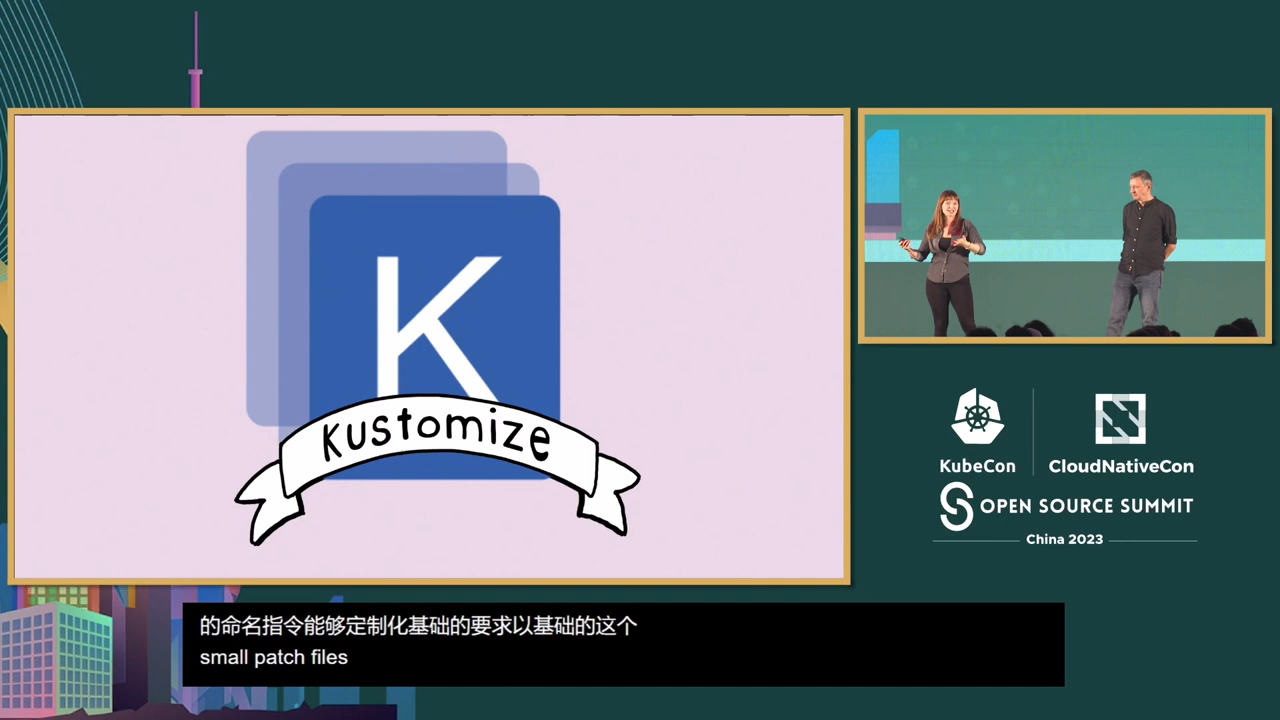 K
Kustomize
KubeCon
CloudNativeCon
OPEN SOURCE SUMMIT
China 2023
的命名指令能够定制化基础的要求以基础的这个
small patch files